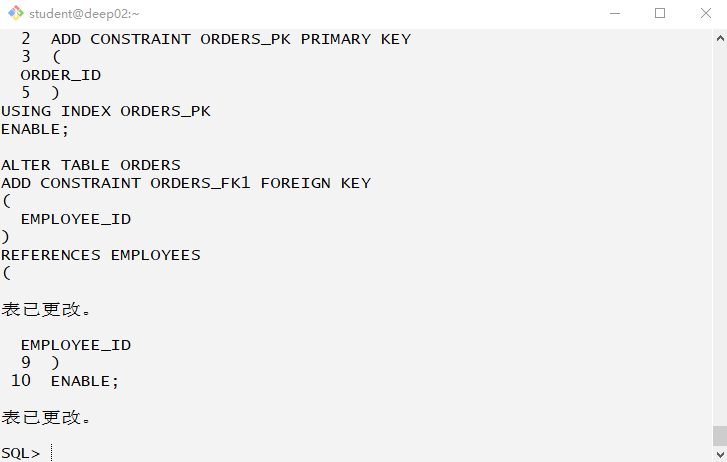 student@deep02:~
2 ADD CONSTRAINT ORDERS_PK PRIMARY KEY
3 (
ORDER_ID
5 )
USING INDEX ORDERS_PK
ENABLE;
ALTER TABLE ORDERS
ADD CONSTRAINT ORDERS_FK1 FOREIGN KEY
(
EMPLOYEE_ID
)
REFERENCES EMPLOYEES
(
表已更改。
EMPLOYEE_ID
9 )
10 ENABLE;
表已更改。
SQL>